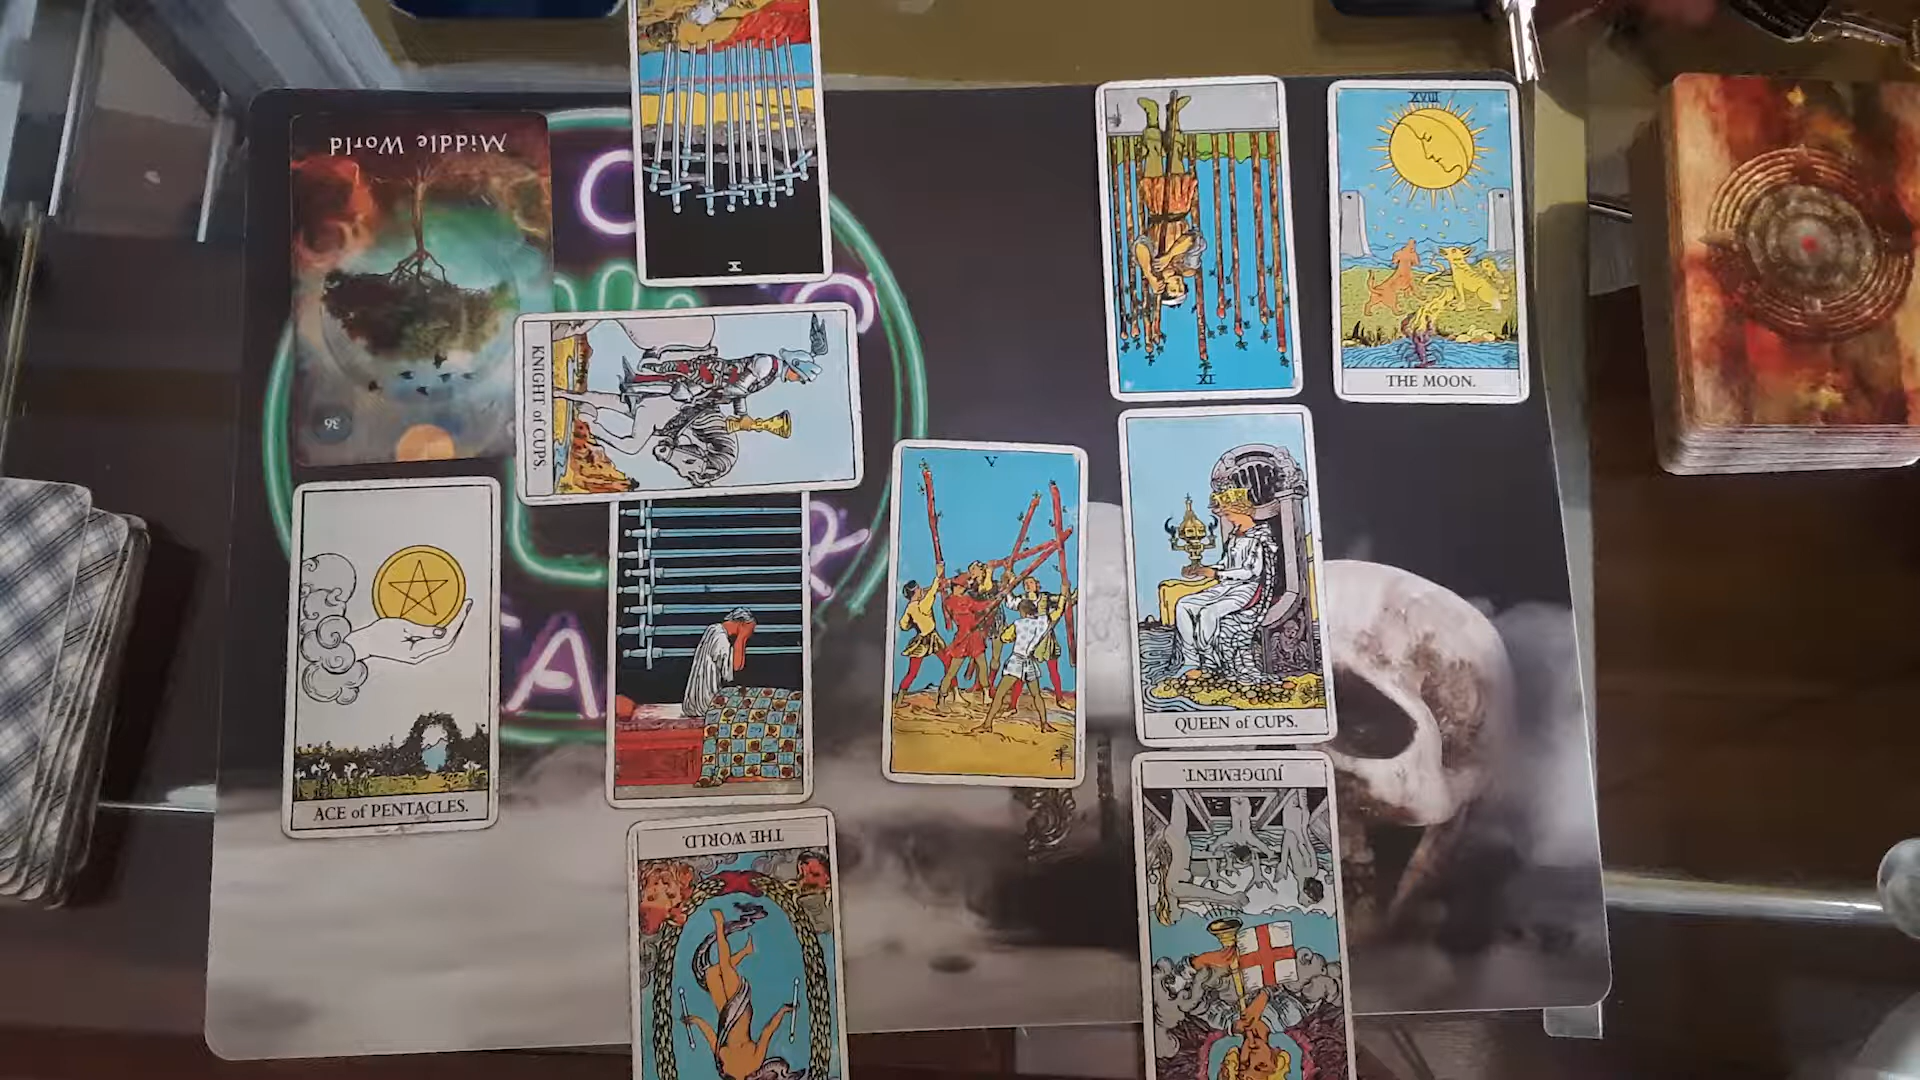 Middle World
36
X
KNIGHT of CUPS.
IX
XVIII
THE MOON.
V
QUEEN of CUPS.
ACE of PENTACLES.
JUDGEMENT.
THE WORLD.
A